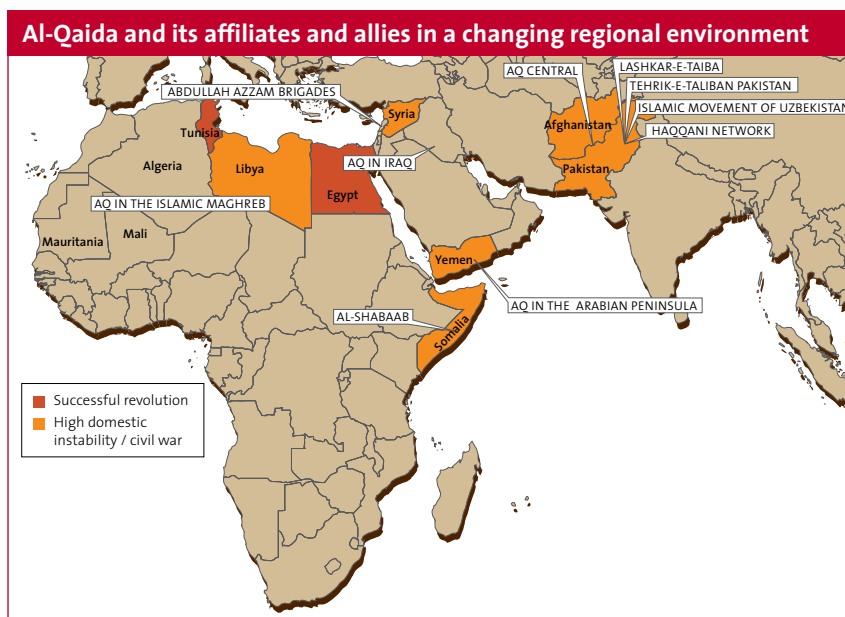 Al-Qaida and its affiliates and allies in a changing regional environment
LASHKAR-E-TAIBA
AQ CENTRAL
TEHRIK-E-TALIBAN PAKISTAN
ABDULLAH AZZAM BRIGADES
ISLAMIC MOVEMENT OF UZBEKISTAN
Syria
Afghanistan
HAQQANI NETWORK
Tunisia
Algeria
Libya
AQ IN IRAQ
Pakistan
Egypt
AQ IN THE ISLAMIC MAGHREB
Mauritania
Mali
Yemen
AQ IN THE ARABIAN PENINSULA
AL-SHABAAB
Somalia
Successful revolution
High domestic
instability / civil war